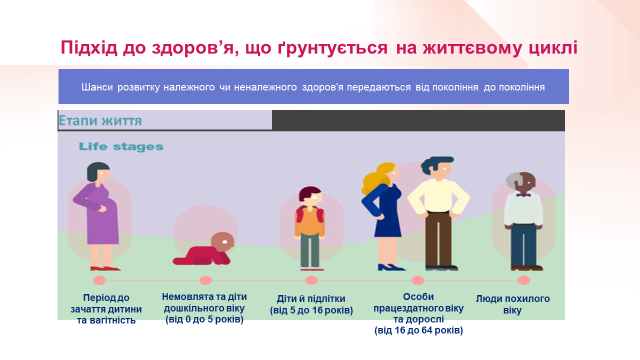 Підхід до здоров’я, що ґрунтується на життєвому циклі
Шанси розвитку належного чи неналежного здоров'я передаються від покоління до покоління
Етапи життя
Life stages
Період до
зачаття дитини
та вагітність
Немовлята та діти
дошкільного віку
(від 0 до 5 років)
Діти й підлітки
(від 5 до 16 років)
Особи
працездатного віку
та дорослі
(від 16 до 64 років)
Люди похилого
віку